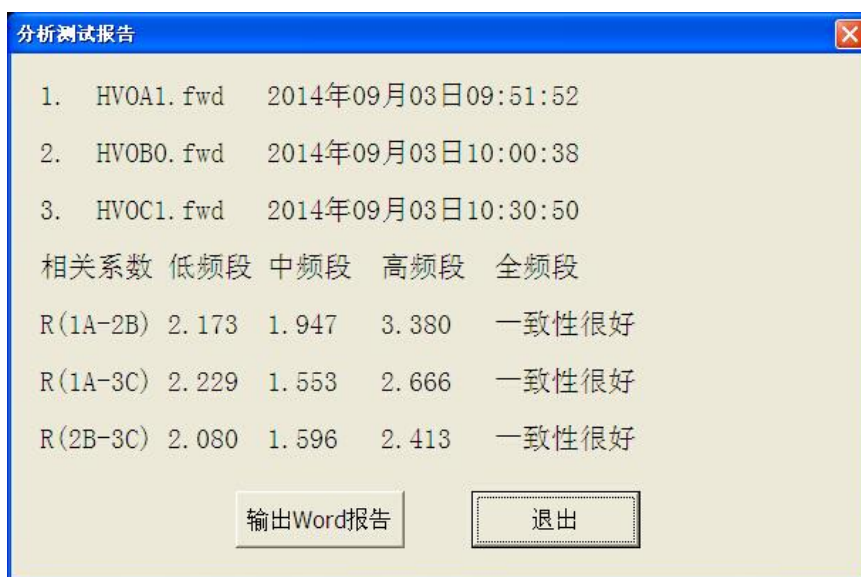 分析测试报告
1. HVOA1.fwd 2014年09月03日09:51:52
2. HVOB0.fwd 2014年09月03日10:00:38
3. HVOC1.fwd 2014年09月03日10:30:50
相关系数 低频段 中频段 高频段 全频段
R(1A-2B) 2.173 1.947 3.380 一致性很好
R(1A-3C) 2.229 1.553 2.666 一致性很好
R(2B-3C) 2.080 1.596 2.413 一致性很好
输出Word报告 退出